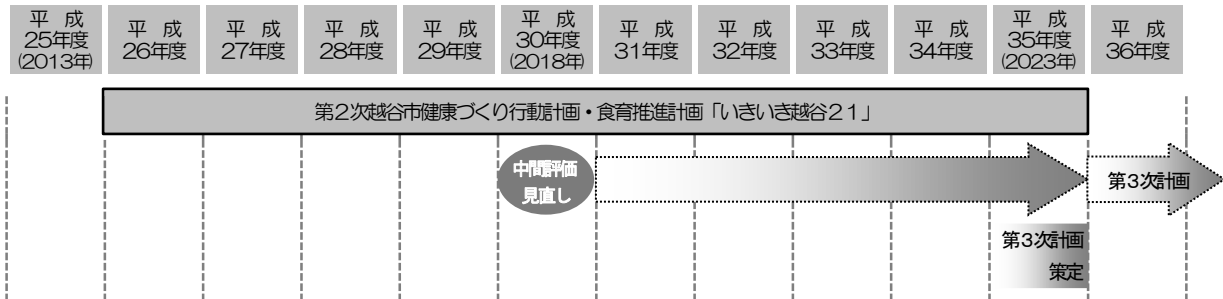 平 成
25年度
(2013年)
平 成
26年度
平 成
27年度
平 成
28年度
平 成
29年度
平 成
30年度
(2018年)
平 成
31年度
平 成
32年度
平 成
33年度
平 成
34年度
平 成
35年度
(2023年)
平 成
36年度
第2次越谷市健康づくり行動計画・食育推進計画「いきいき越谷21」
中間評価
見直し
第3次計画
第3次計画
策定